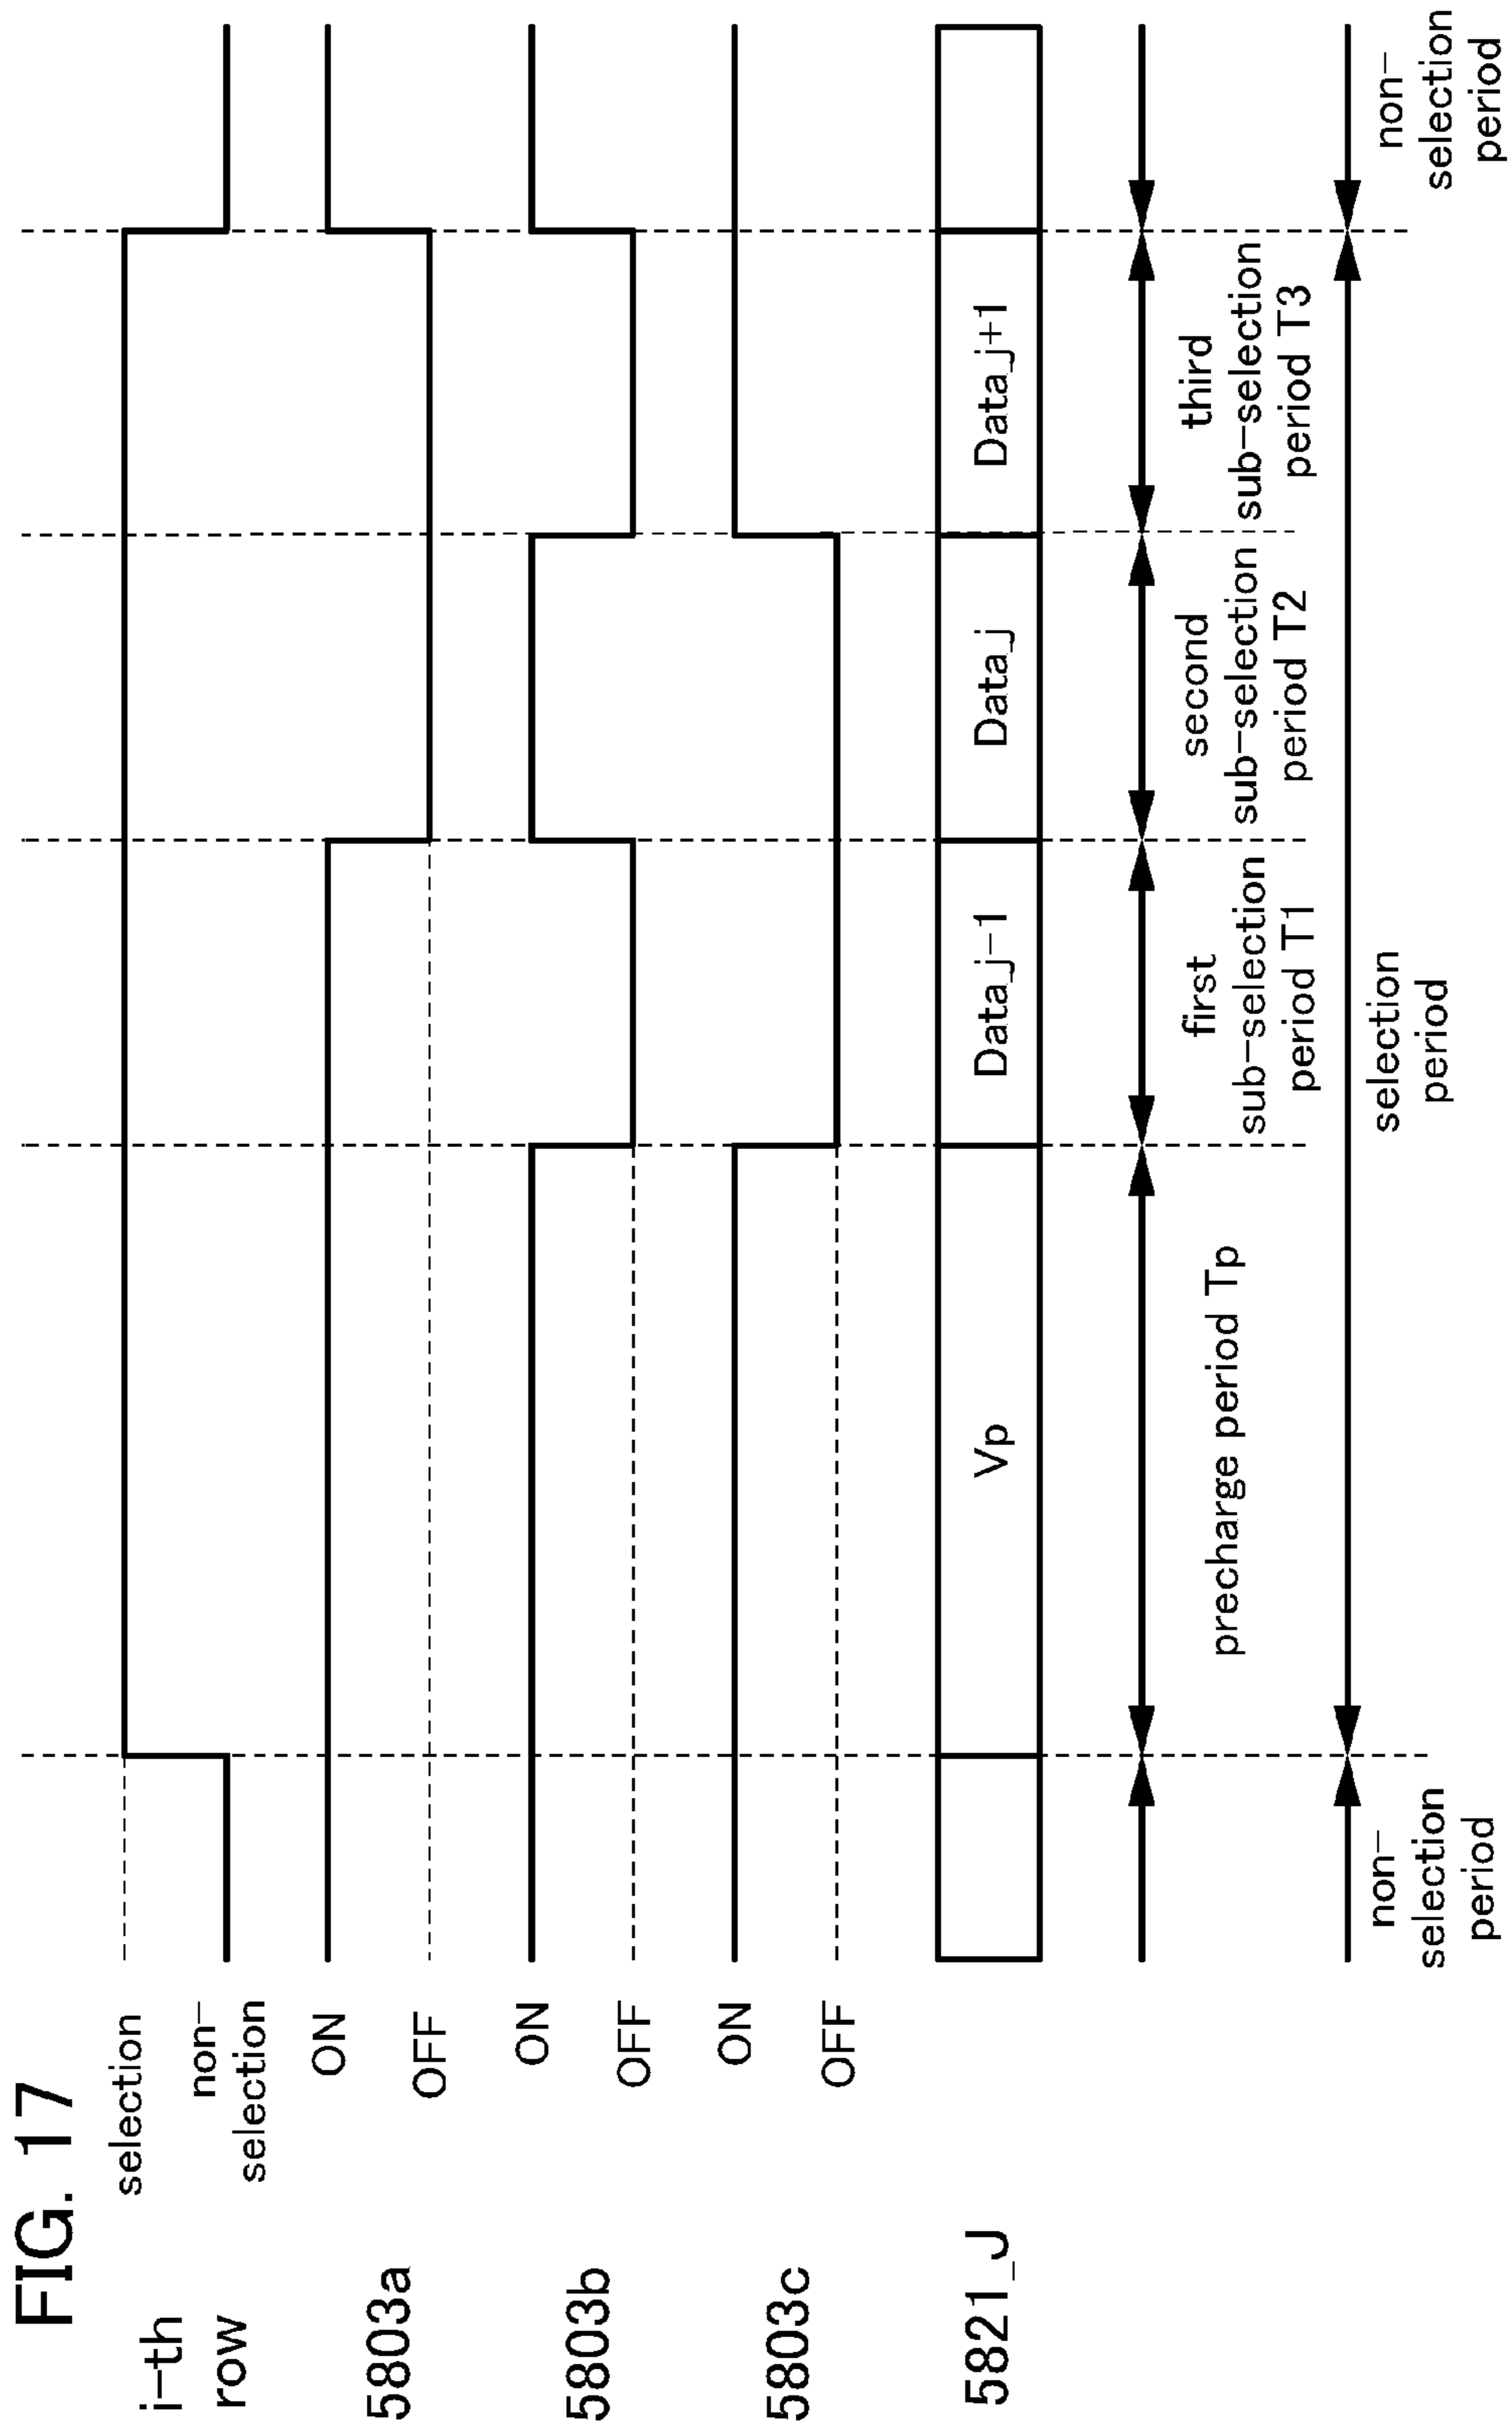 FIG. 17
i-th
row
selection
non-
selection
5803a
ON
OFF
5803b
ON
OFF
5803c
ON
OFF
5821_J
Vp
Data_j-1
Data_j
Data_j+1
precharge period Tp
first
sub-selection
period T1
second
sub-selection
period T2
third
sub-selection
period T3
non-
selection
period
selection
period
non-
selection
period